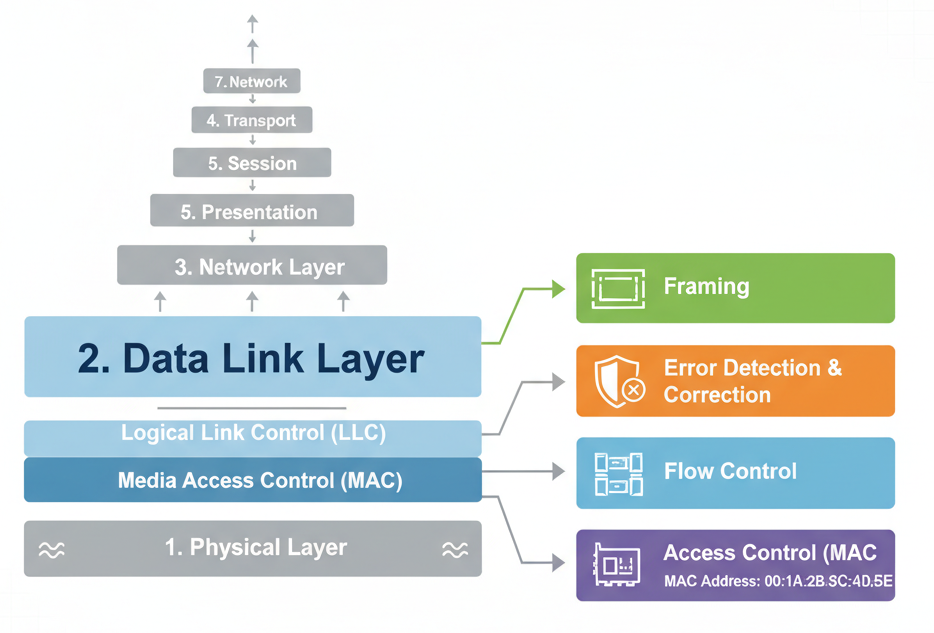 7. Network
4. Transport
5. Session
5. Presentation
3. Network Layer
2. Data Link Layer
Logical Link Control (LLC)
Media Access Control (MAC)
1. Physical Layer
Framing
Error Detection &
Correction
Flow Control
Access Control (MAC
MAC Address: 00:1A.2B.SC:4D.5E